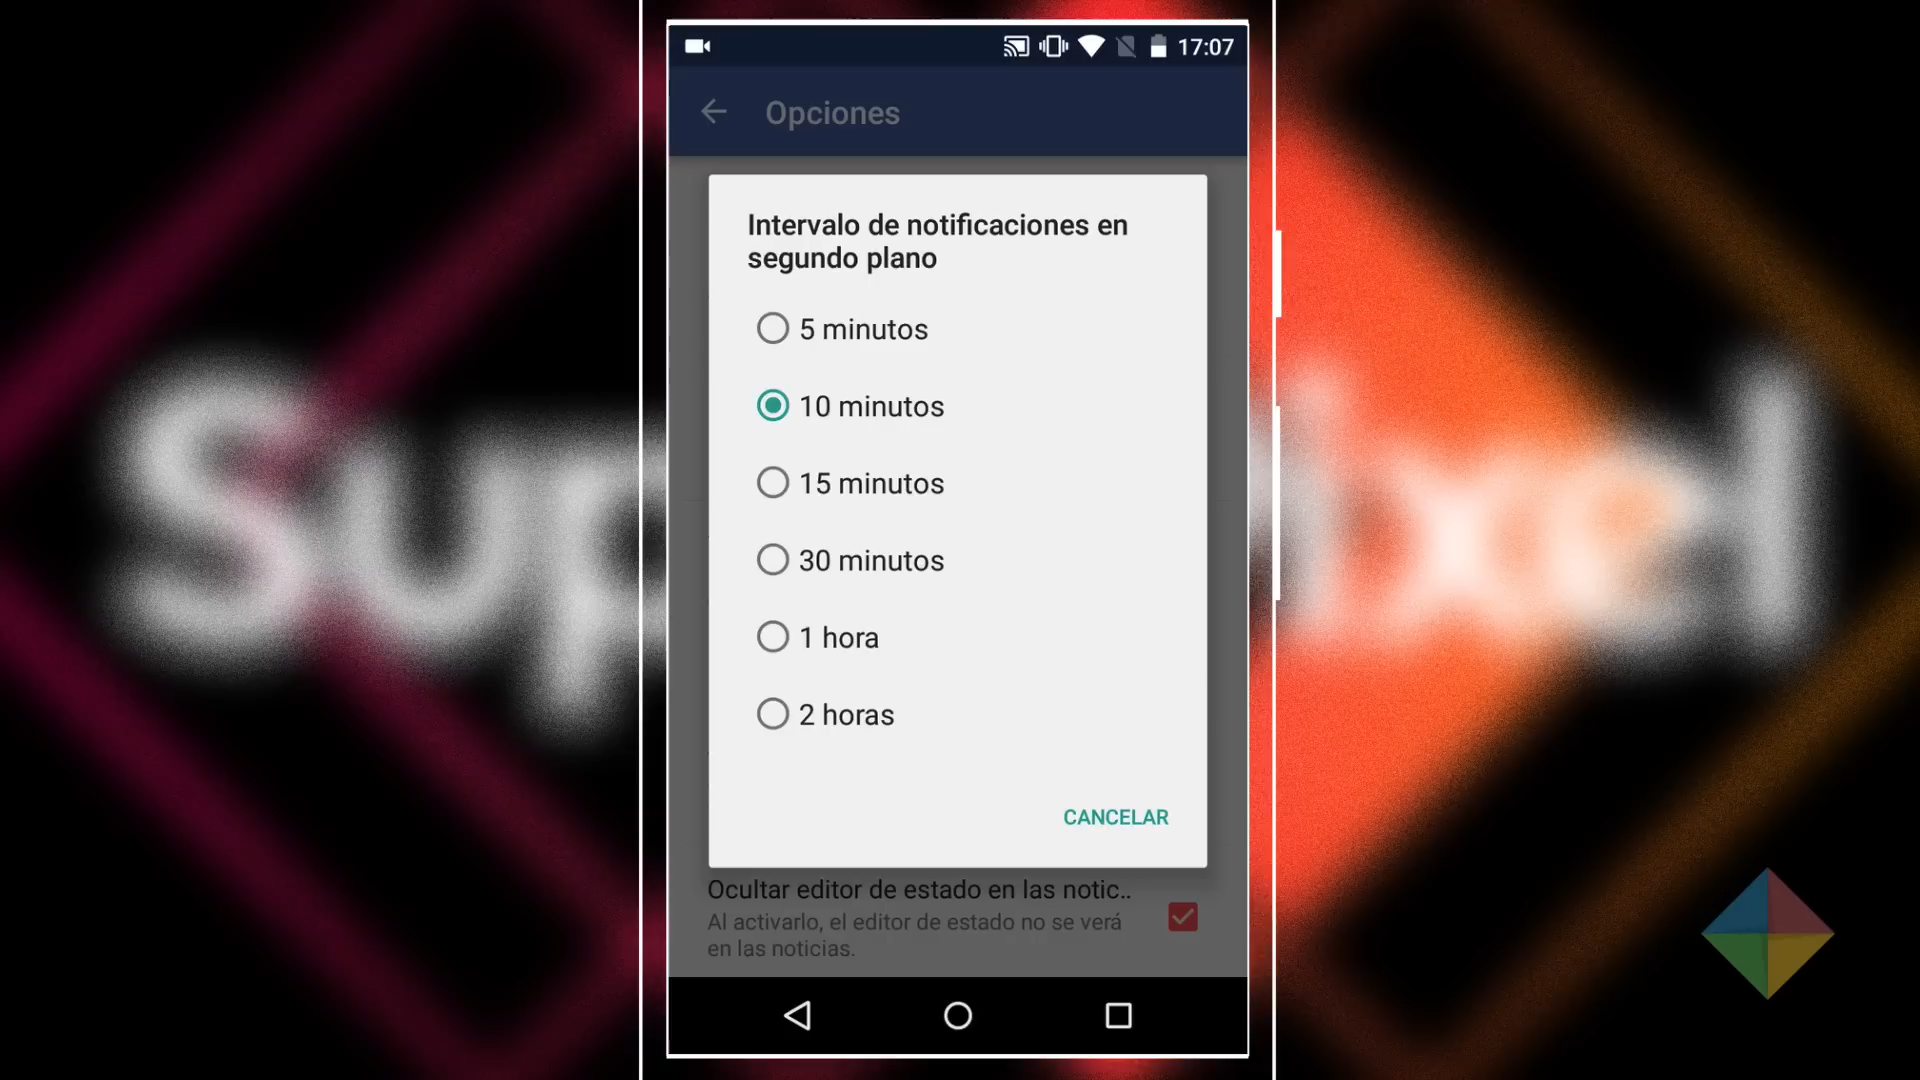 17:07
Opciones
Intervalo de notificaciones en
segundo plano
5 minutos
10 minutos
15 minutos
30 minutos
1 hora
2 horas
CANCELAR
Ocultar editor de estado en las notic..
Al activarlo, el editor de estado no se verá
en las noticias.
Sup